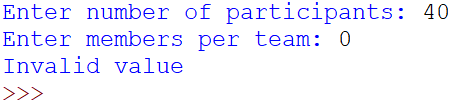 Enter number of participants: 40
Enter members per team: 0
Invalid value
>>>